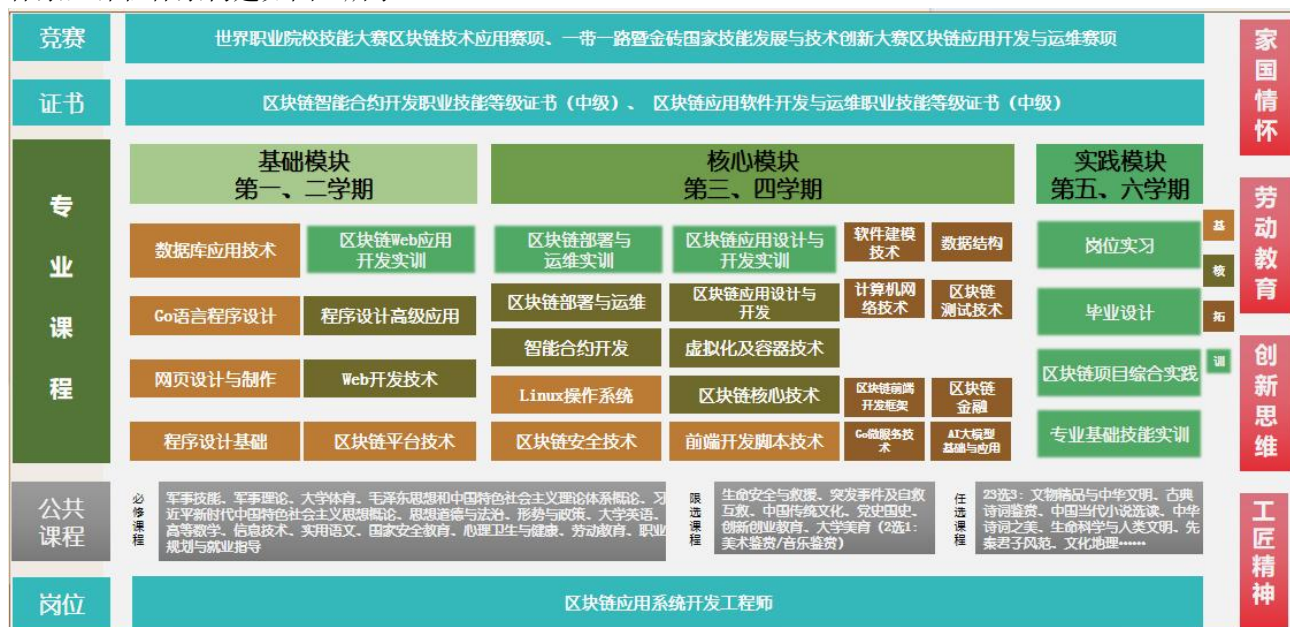 竞赛
世界职业院校技能大赛区块链技术应用赛项、一带一路暨金砖国家技能发展与技术创新大赛区块链应用开发与运维赛项
证书
区块链智能合约开发职业技能等级证书（中级）、 区块链应用软件开发与运维职业技能等级证书（中级）
专
业
课
程
基础模块
第一、二学期
核心模块
第三、四学期
实践模块
第五、六学期
数据库应用技术
区块链Web应用
开发实训
区块链部署与
运维实训
区块链应用设计与
开发实训
软件建模
技术
数据结构
岗位实习
Go语言程序设计
程序设计高级应用
区块链部署与运维
区块链应用设计与
开发
计算机网
络技术
区块链
测试技术
毕业设计
智能合约开发
虚拟化及容器技术
网页设计与制作
Web开发技术
Linux操作系统
区块链核心技术
区块链前端
开发框架
区块链
金融
区块链项目综合实践
程序设计基础
区块链平台技术
区块链安全技术
前端开发脚本技术
Go微服务技
术
AI大模型
基础与应用
专业基础技能实训
基
核
拓
训
公共
课程
必
修
课
程
军事技能、军事理论、大学体育、毛泽东思想和中国特色社会主义理论体系概论、习
近平新时代中国特色社会主义思想概论、思想道德与法治、形势与政策、大学英语、
高等数学、信息技术、实用语文、国家安全教育、心理卫生与健康、劳动教育、职业
规划与就业指导
限
选
课
程
生命安全与救援、突发事件及自救
互救、中国传统文化、党史国史、
创新创业教育、大学美育（2选1：
美术鉴赏/音乐鉴赏）
任
选
课
程
23选3：文物精品与中华文明、古典
诗词鉴赏、中国当代小说选读、中华
诗词之美、生命科学与人类文明、先
秦君子风范、文化地理……
岗位
区块链应用系统开发工程师
家
国
情
怀
劳
动
教
育
创
新
思
维
工
匠
精
神